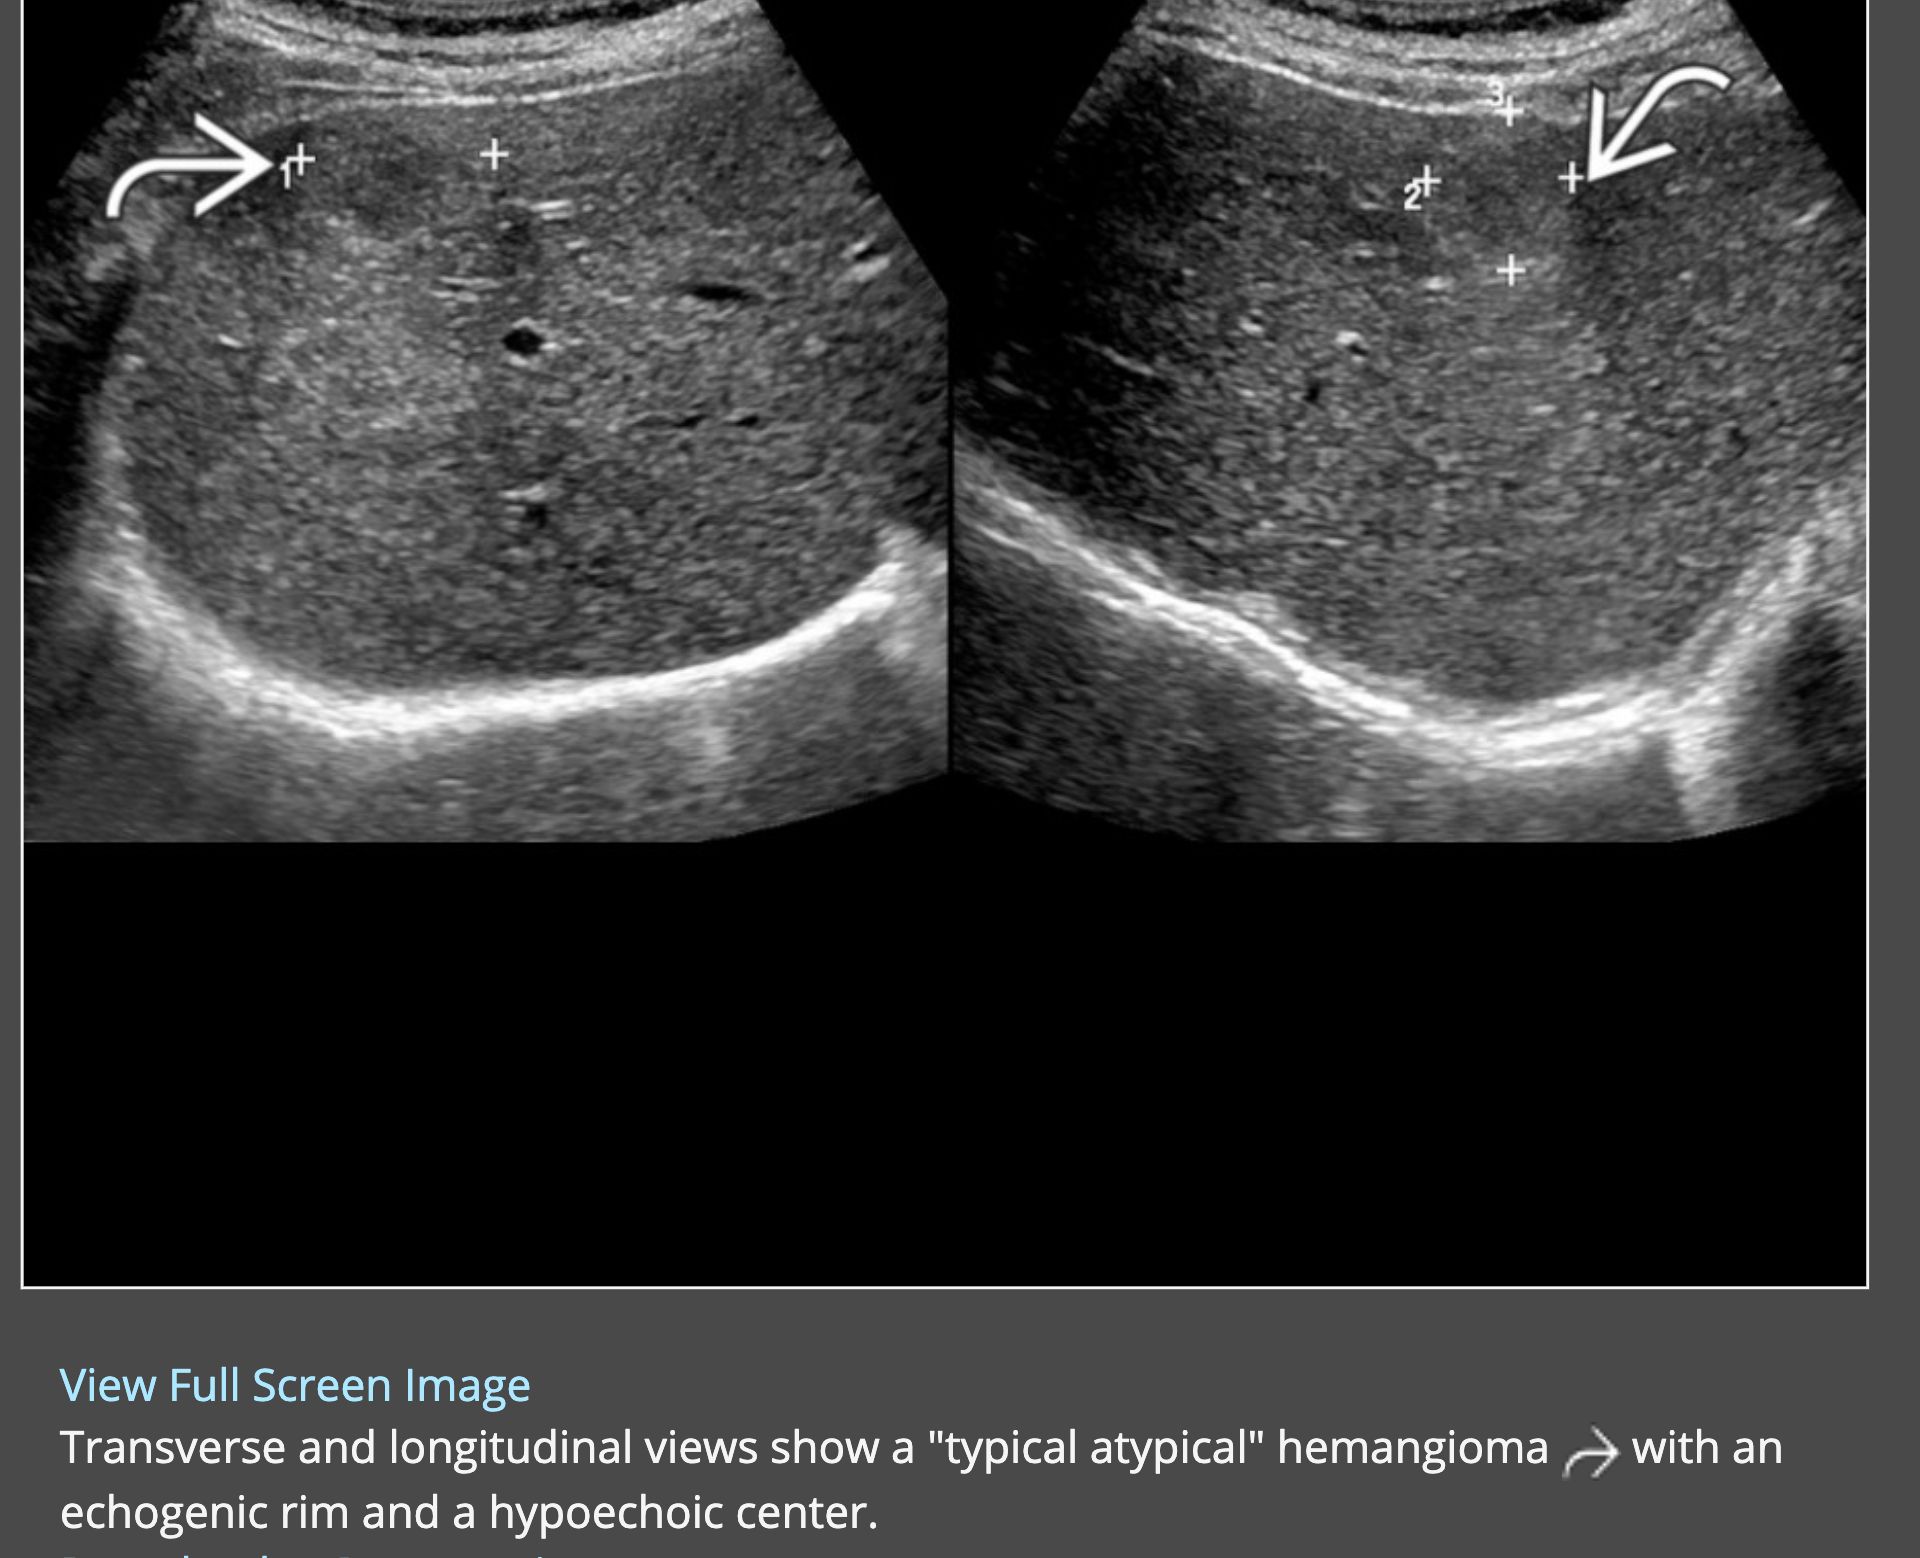 3
1
2
View Full Screen Image
Transverse and longitudinal views show a "typical atypical" hemangioma with an
echogenic rim and a hypoechoic center.